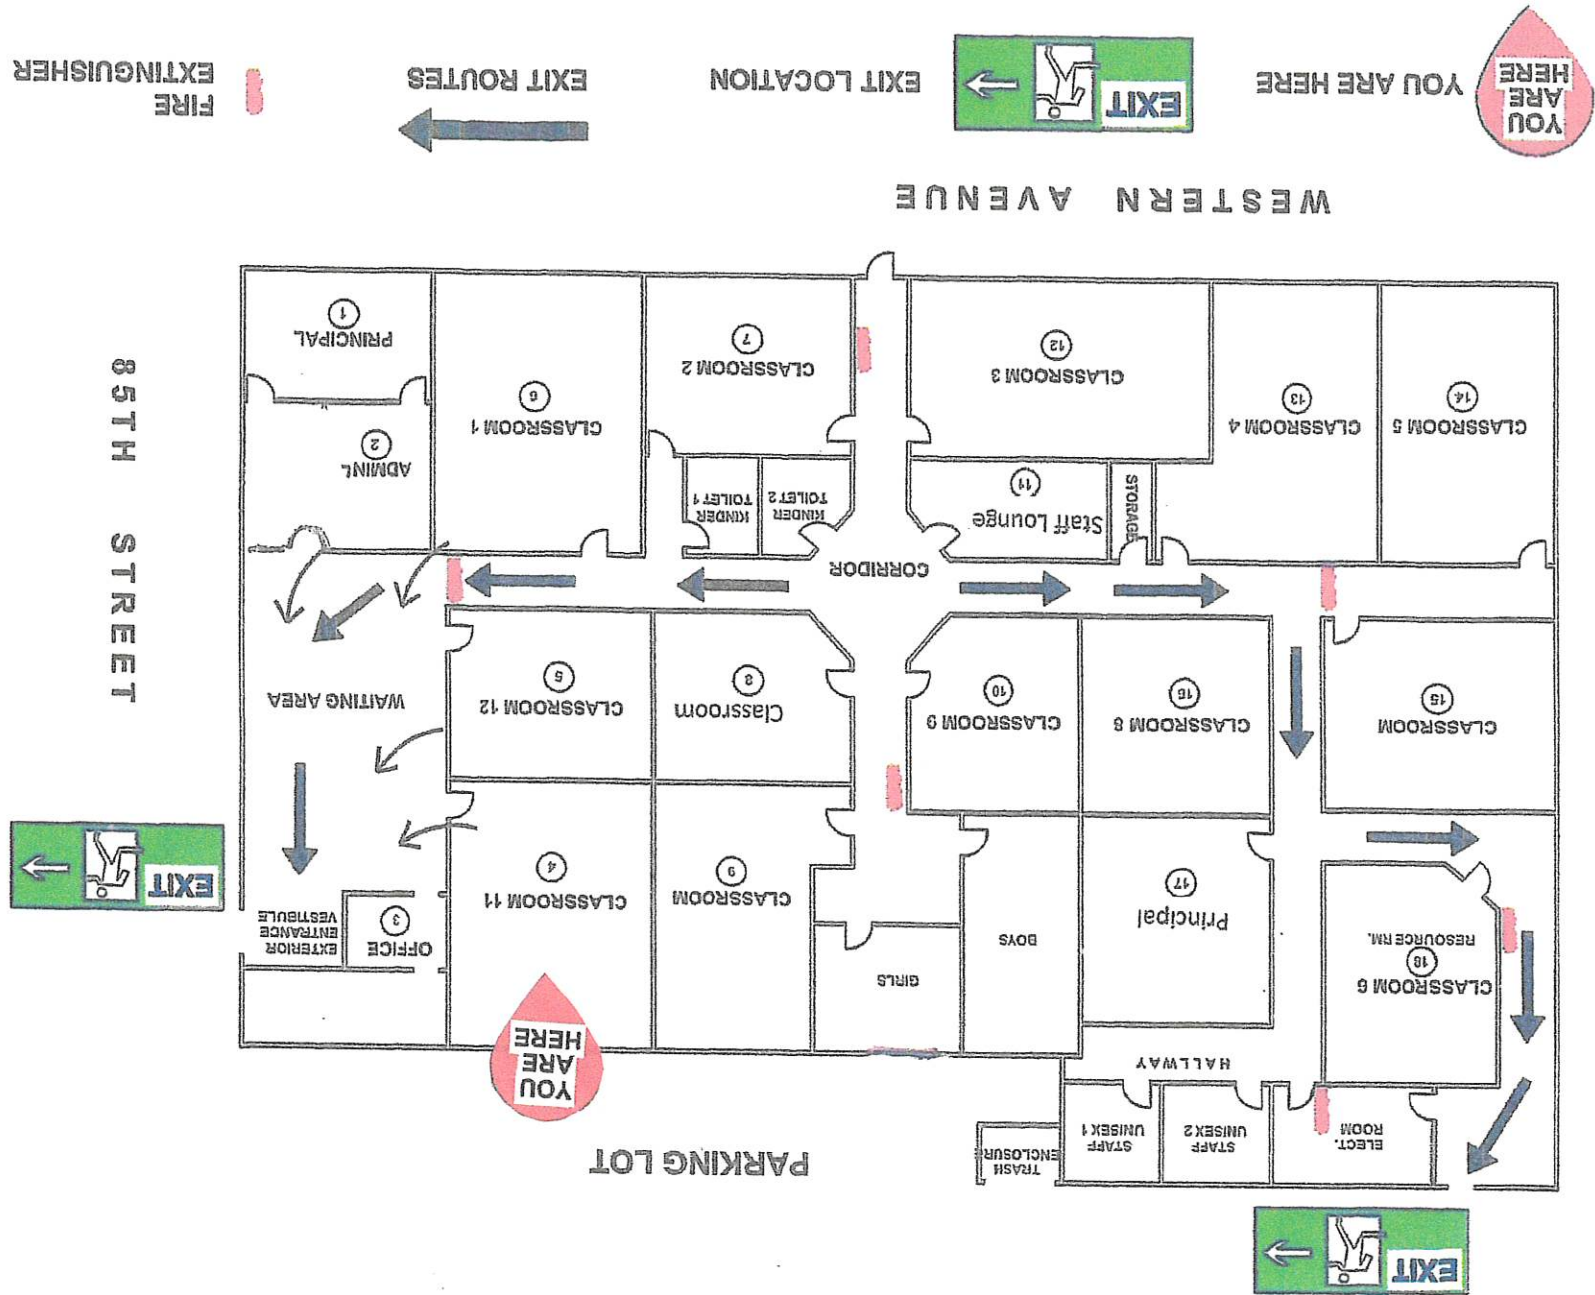 EXIT
PARKING LOT
ELECT.
ROOM
STAFF
UNISEX 2
STAFF
UNISEX 1
TRASH
ENCLOSURE
HALLWAY
YOU
ARE
HERE
CLASSROOM 6
18
RESOURCE RM.
Principal
17
BOYS
GIRLS
CLASSROOM
9
CLASSROOM 11
4
OFFICE
3
EXTERIOR
ENTRANCE
VESTIBULE
EXIT
CLASSROOM
15
CLASSROOM 8
16
CLASSROOM 9
10
Classroom
8
CLASSROOM 12
5
WAITING AREA
85TH STREET
CORRIDOR
CLASSROOM 5
14
CLASSROOM 4
13
STORAGE
Staff Lounge
11
CLASSROOM 3
12
KINDER
TOILET 2
KINDER
TOILET 1
CLASSROOM 2
7
CLASSROOM 1
6
ADMIN.
2
PRINCIPAL
1
WESTERN AVENUE
YOU
ARE
HERE
YOU ARE HERE
EXIT
EXIT LOCATION
EXIT ROUTES
FIRE
EXTINGUISHER